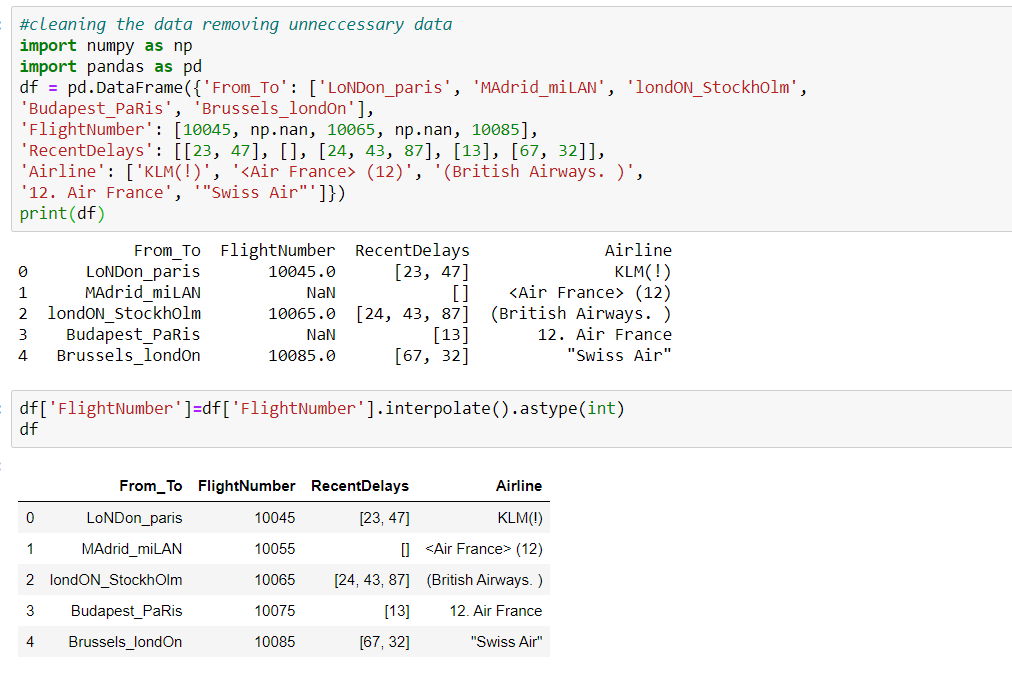 #cleaning the data removing unneccessary data
import numpy as np
import pandas as pd
df = pd.DataFrame({'From_To': ['LoNDon_paris', 'MAdrid_miLAN', 'londON_StockhOlm',
'Budapest_PaRis', 'Brussels_londOn'],
'FlightNumber': [10045, np.nan, 10065, np.nan, 10085],
'RecentDelays': [[23, 47], [], [24, 43, 87], [13], [67, 32]],
'Airline': ['KLM(!)', '<Air France> (12)', '(British Airways. )',
'12. Air France', '"Swiss Air"']})
print(df)
From_To FlightNumber RecentDelays Airline
0 LoNDon_paris 10045.0 [23, 47] KLM(!)
1 MAdrid_miLAN NaN [] <Air France> (12)
2 londON_StockhOlm 10065.0 [24, 43, 87] (British Airways. )
3 Budapest_PaRis NaN [13] 12. Air France
4 Brussels_londOn 10085.0 [67, 32] "Swiss Air"
df['FlightNumber']=df['FlightNumber'].interpolate().astype(int)
df
From_To FlightNumber RecentDelays Airline
0 LoNDon_paris 10045 [23, 47] KLM(!)
1 MAdrid_miLAN 10055 [] <Air France> (12)
2 londON_StockhOlm 10065 [24, 43, 87] (British Airways. )
3 Budapest_PaRis 10075 [13] 12. Air France
4 Brussels_londOn 10085 [67, 32] "Swiss Air"